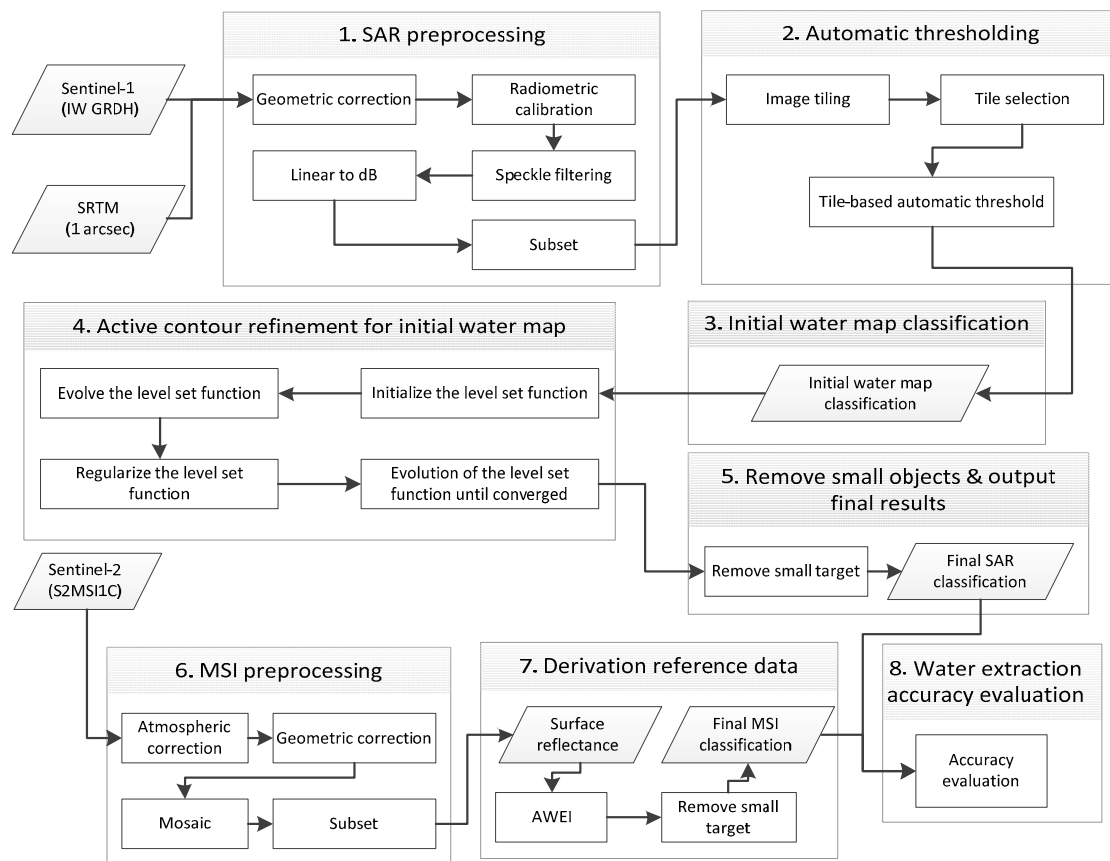 1. SAR preprocessing
Sentinel-1
(IW GRDH)
SRTM
(1 arcsec)
Geometric correction
Radiometric
calibration
Linear to dB
Speckle filtering
Subset
2. Automatic thresholding
Image tiling
Tile selection
Tile-based automatic threshold
3. Initial water map classification
Initial water map
classification
4. Active contour refinement for initial water map
Evolve the level set function
Initialize the level set function
Regularize the level set
function
Evolution of the level set
function until converged
5. Remove small objects & output
final results
Remove small target
Final SAR
classification
Sentinel-2
(S2MSI1C)
6. MSI preprocessing
Atmospheric
correction
Geometric correction
Mosaic
Subset
7. Derivation reference data
Surface
reflectance
Final MSI
classification
AWEI
Remove small
target
8. Water extraction
accuracy evaluation
Accuracy
evaluation